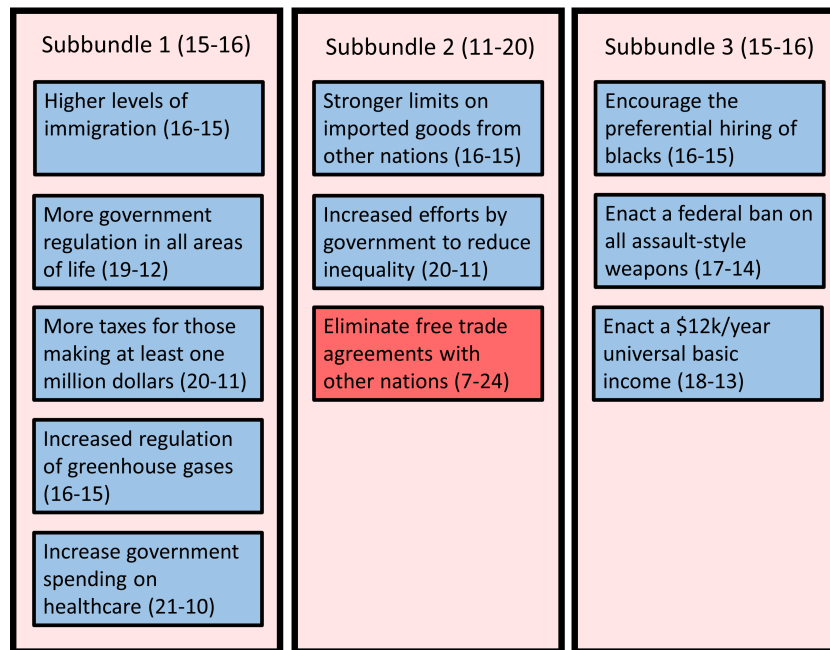 Subbundle 1 (15-16)
Higher levels of
immigration (16-15)
More government
regulation in all areas
of life (19-12)
More taxes for those
making at least one
million dollars (20-11)
Increased regulation
of greenhouse gases
(16-15)
Increase government
spending on
healthcare (21-10)
Subbundle 2 (11-20)
Stronger limits on
imported goods from
other nations (16-15)
Increased efforts by
government to reduce
inequality (20-11)
Eliminate free trade
agreements with
other nations (7-24)
Subbundle 3 (15-16)
Encourage the
preferential hiring of
blacks (16-15)
Enact a federal ban on
all assault-style
weapons (17-14)
Enact a $12k/year
universal basic
income (18-13)